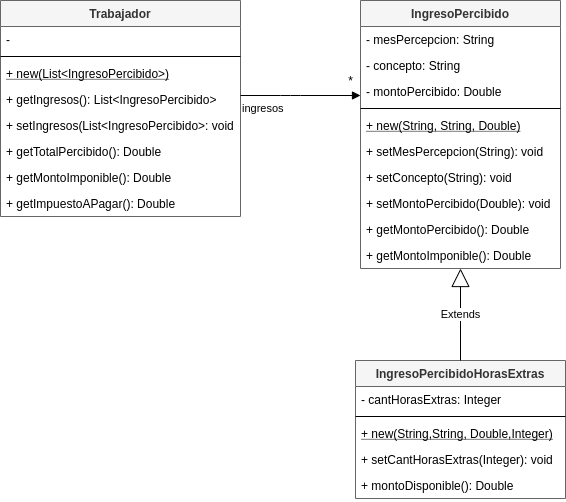 Trabajador
-
+ new(List<IngresoPercibido>)
+ getIngresos(): List<IngresoPercibido>
+ setIngresos(List<IngresoPercibido>: void
+ getTotalPercibido(): Double
+ getMontoImponible(): Double
+ getImpuestoAPagar(): Double
*
ingresos
IngresoPercibido
- mesPercepcion: String
- concepto: String
- montoPercibido: Double
+ new(String, String, Double)
+ setMesPercepcion(String): void
+ setConcepto(String): void
+ setMontoPercibido(Double): void
+ getMontoPercibido(): Double
+ getMontoImponible(): Double
Extends
IngresoPercibidoHorasExtras
- cantHorasExtras: Integer
+ new(String,String, Double,Integer)
+ setCantHorasExtras(Integer): void
+ montoDisponible(): Double